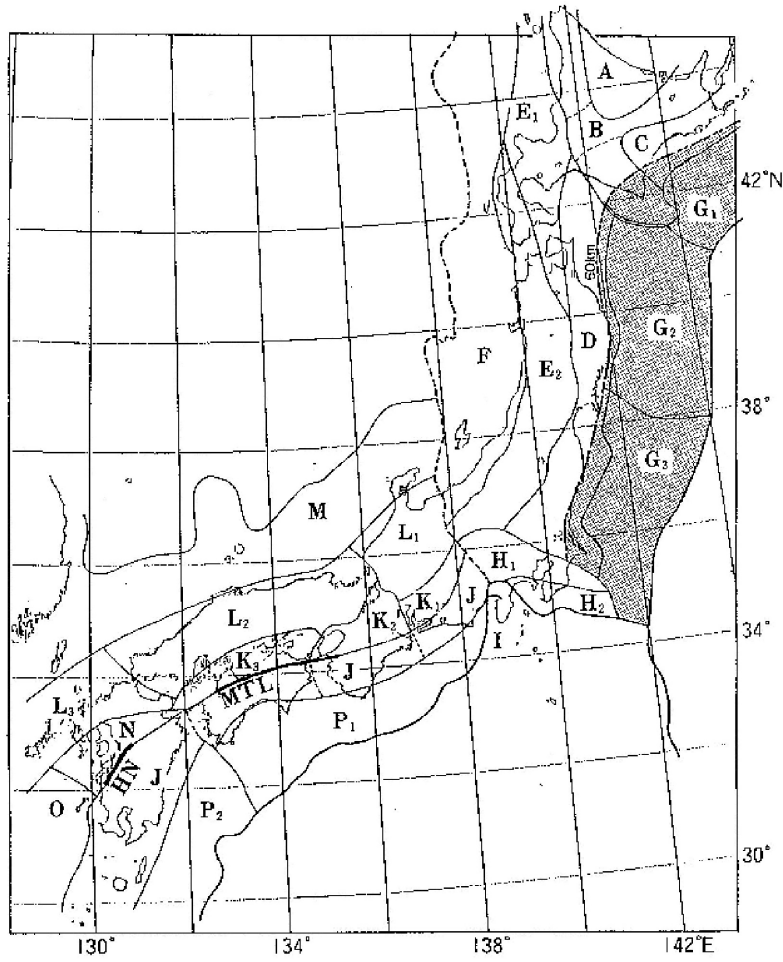 A
E₁
B
C
42°N
G₁
50km
G₂
D
F
E₂
38°
G₃
M
L₁
H₁
K₁
J
H₂
L₂
K₂
I
34°
K₃
J
MTL
L₃
N
P₁
HN
J
O
P₂
30°
130°
134°
138°
142°E